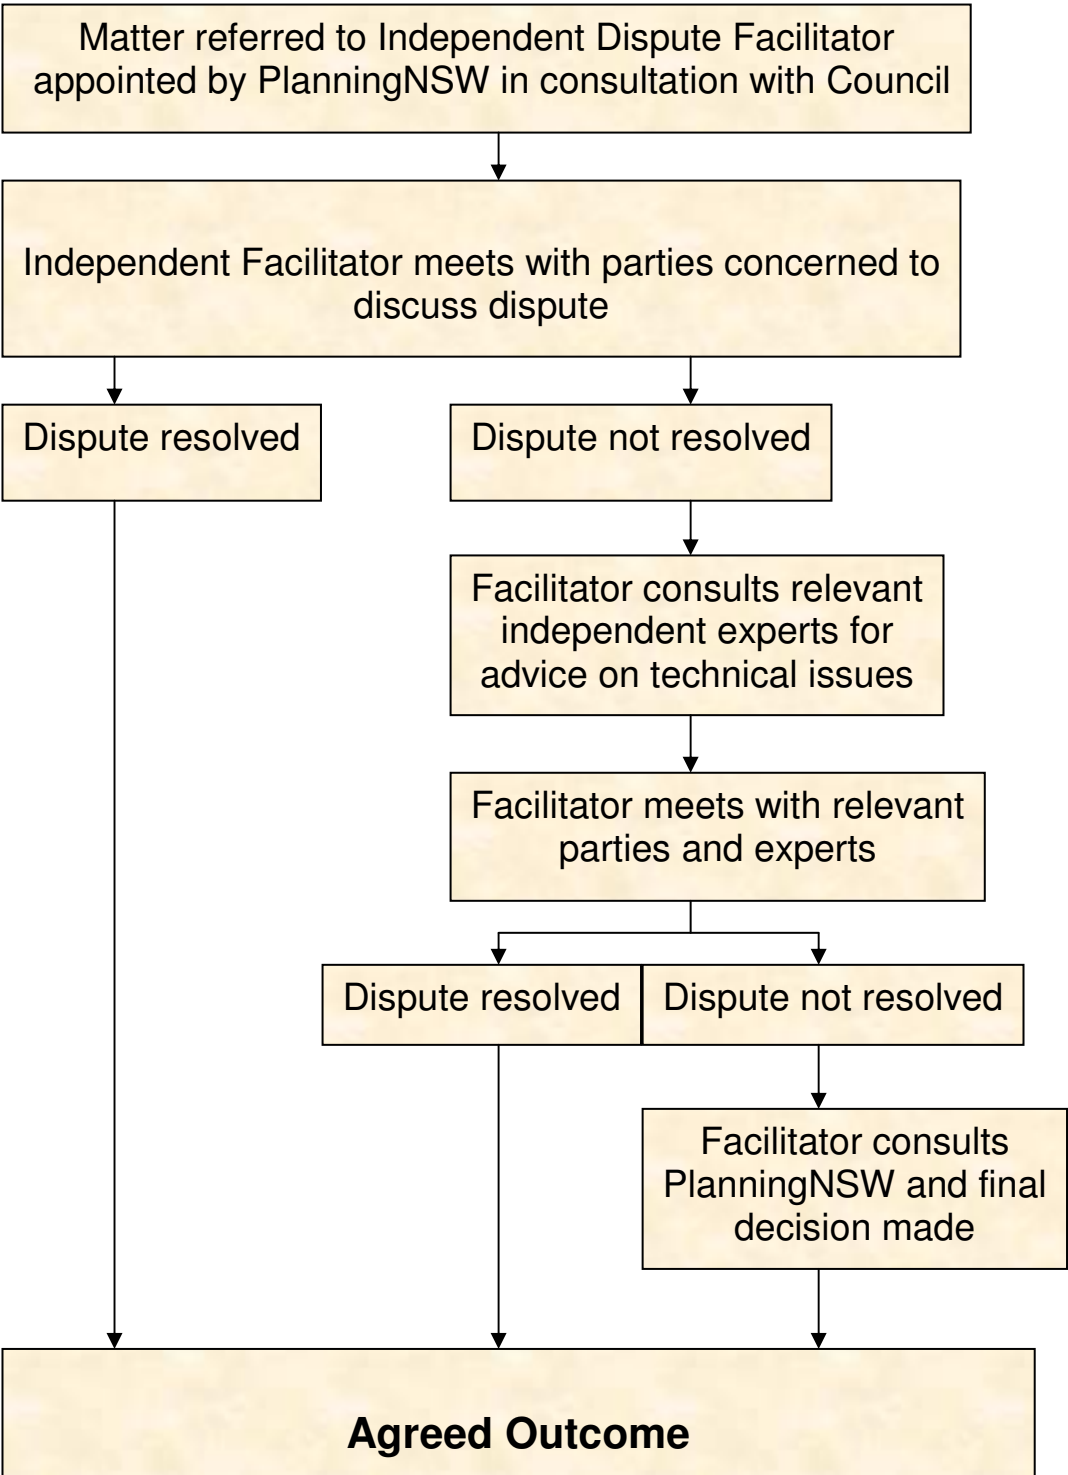 Matter referred to Independent Dispute Facilitator
appointed by PlanningNSW in consultation with Council
Independent Facilitator meets with parties concerned to
discuss dispute
Dispute resolved
Dispute not resolved
Facilitator consults relevant
independent experts for
advice on technical issues
Facilitator meets with relevant
parties and experts
Dispute resolved
Dispute not resolved
Facilitator consults
PlanningNSW and final
decision made
Agreed Outcome